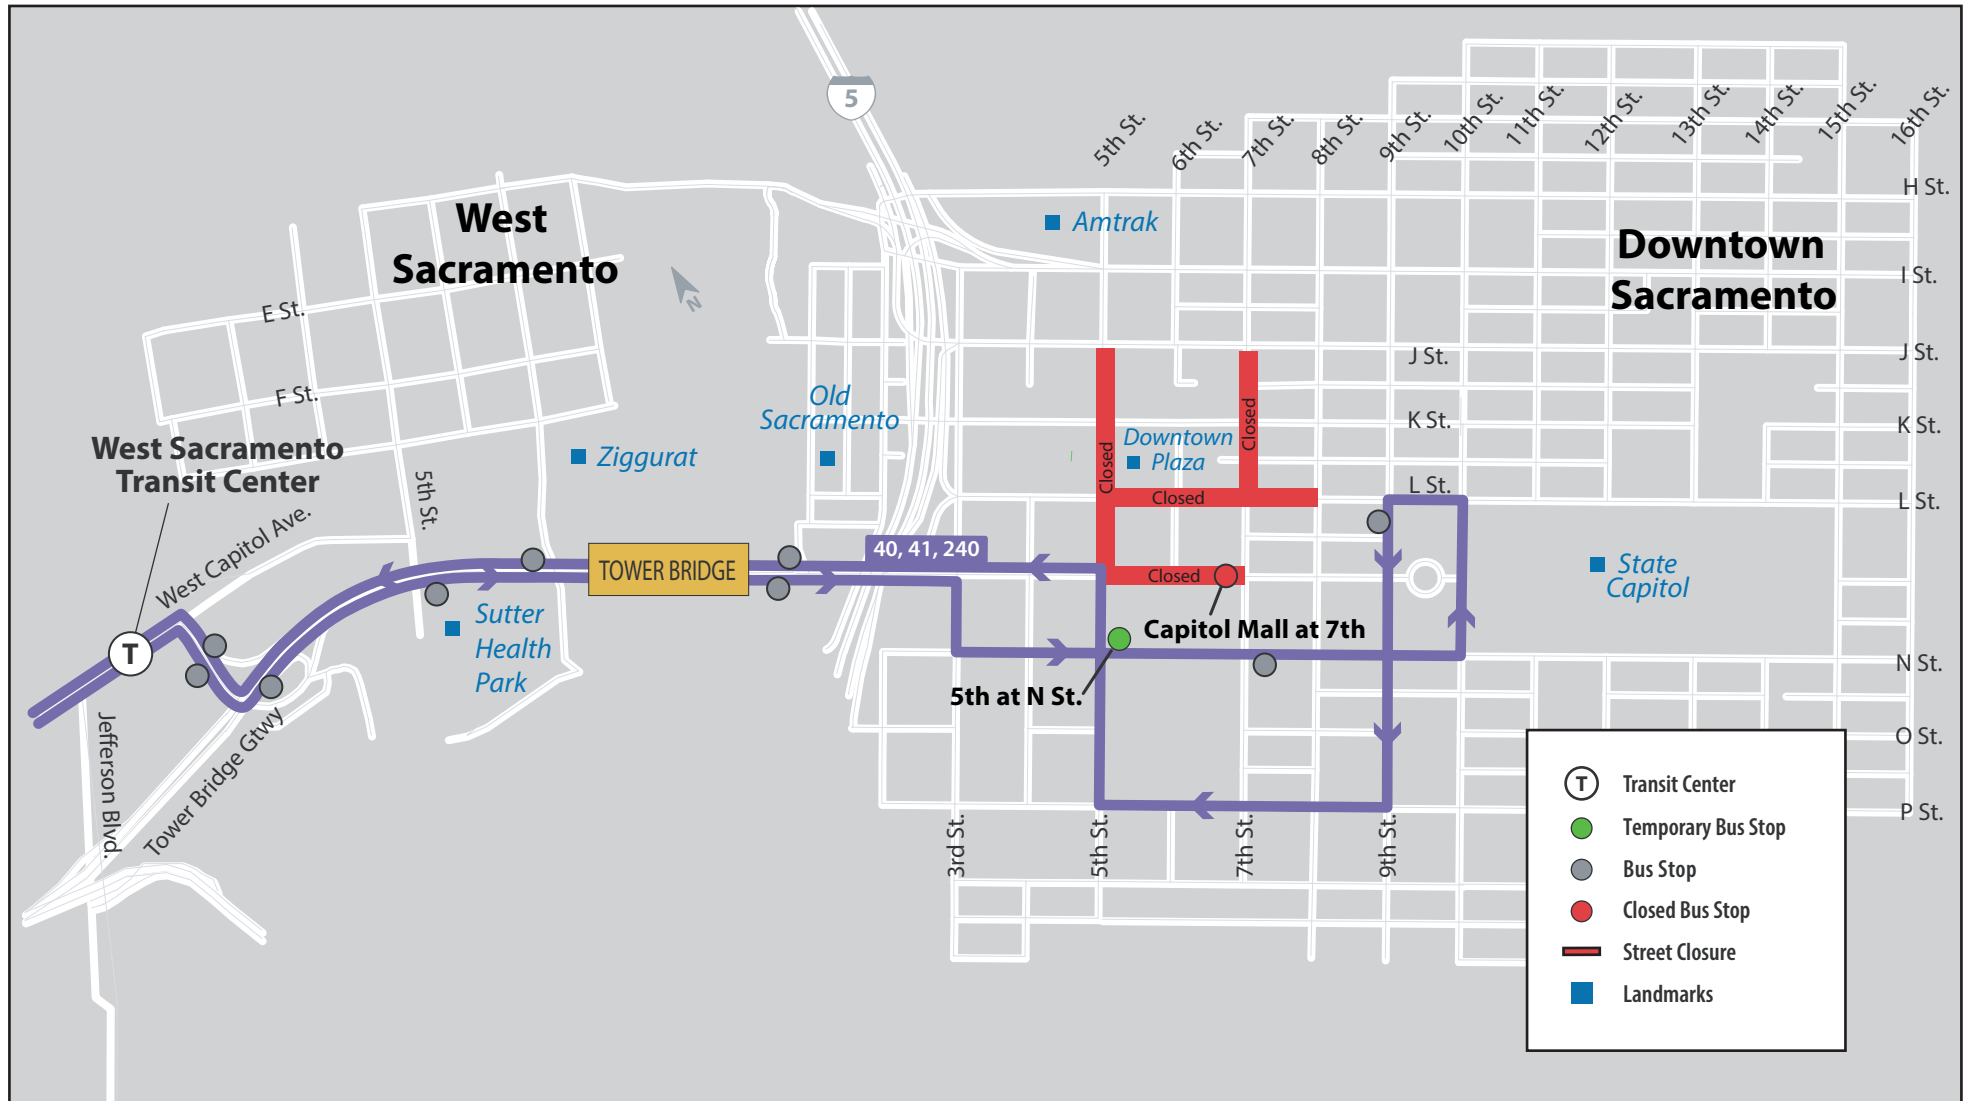 5
5th St.
6th St.
7th St.
8th St.
9th St.
10th St.
11th St.
12th St.
13th St.
14th St.
15th St.
16th St.
H St.
West
Sacramento
Amtrak
Downtown
Sacramento
I St.
N
E St.
F St.
J St.
J St.
Old
Sacramento
Closed
Closed
K St.
K St.
Downtown
Plaza
West Sacramento
Transit Center
Ziggurat
5th St.
L St.
L St.
Closed
West Capitol Ave.
40, 41, 240
TOWER BRIDGE
Closed
State
Capitol
Sutter
Health
Park
Capitol Mall at 7th
T
N St.
5th at N St.
Jefferson Blvd.
Tower Bridge Gtwy
O St.
P St.
3rd St.
5th St.
7th St.
9th St.
T Transit Center
Temporary Bus Stop
Bus Stop
Closed Bus Stop
Street Closure
Landmarks